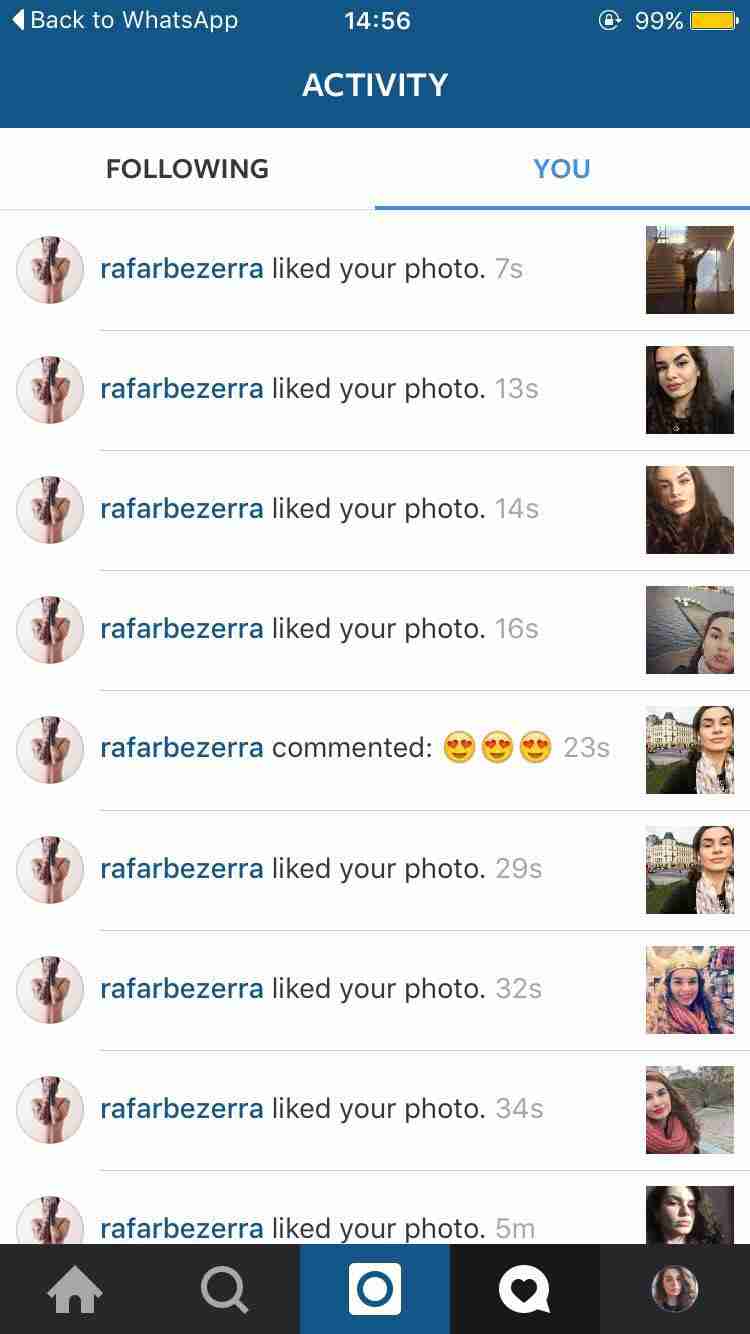 Back to WhatsApp 14:56 99%
ACTIVITY
FOLLOWING YOU
rafarbezerra liked your photo. 7s
rafarbezerra liked your photo. 13s
rafarbezerra liked your photo. 14s
rafarbezerra liked your photo. 16s
rafarbezerra commented: 😍😍😍 23s
rafarbezerra liked your photo. 29s
rafarbezerra liked your photo. 32s
rafarbezerra liked your photo. 34s
rafarbezerra liked your photo. 5m